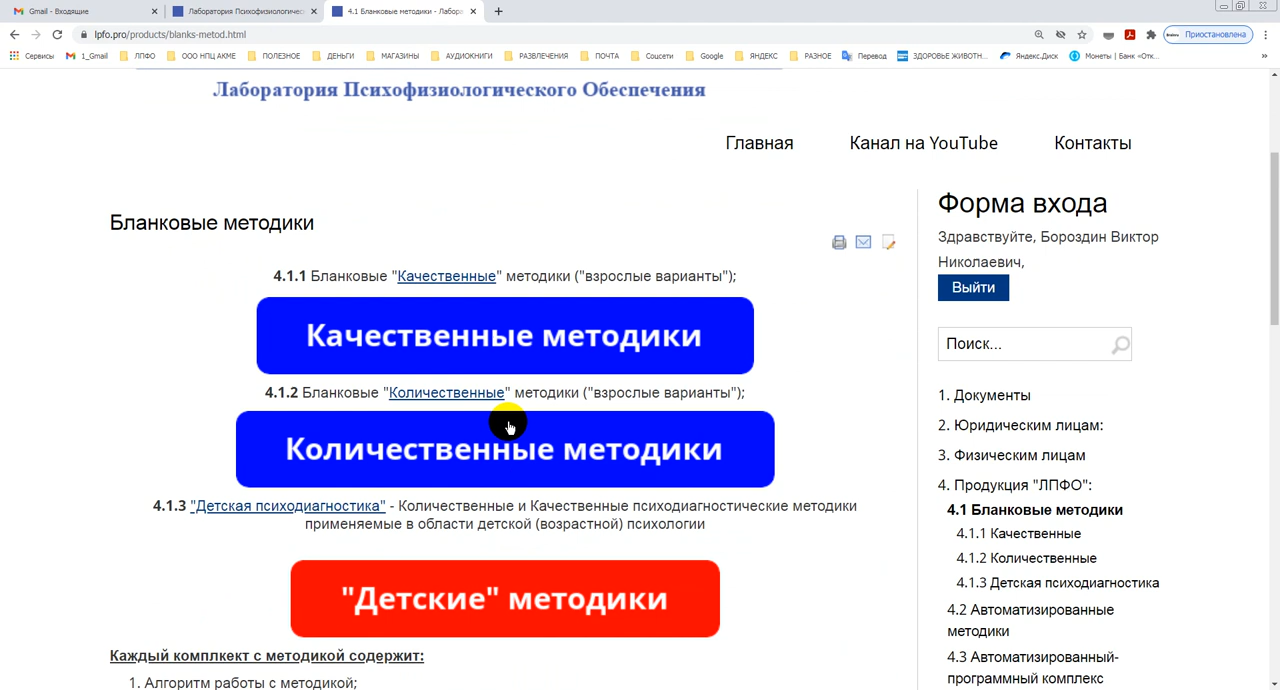 Gmail - Входящие
Лаборатория Психофизиологичес
4.1 Бланковые методики - Лабора
lpfo.pro/products/blanks-metod.html
Приостановлена
Сервисы
1_Gmail
ЛПФО
ООО НПЦ АКМЕ
ПОЛЕЗНОЕ
ДЕНЬГИ
МАГАЗИНЫ
АУДИОКНИГИ
РАЗВЛЕЧЕНИЯ
ПОЧТА
Соцсети
Google
ЯНДЕКС
РАЗНОЕ
Перевод
ЗДОРОВЬЕ ЖИВОТН...
Яндекс.Диск
Монеты | Банк «Отк...
Лаборатория Психофизиологического Обеспечения
Главная
Канал на YouTube
Контакты
Бланковые методики
4.1.1 Бланковые "Качественные" методики ("взрослые варианты");
Качественные методики
4.1.2 Бланковые "Количественные" методики ("взрослые варианты");
Количественные методики
4.1.3 "Детская психодиагностика" - Количественные и Качественные психодиагностические методики
применяемые в области детской (возрастной) психологии
"Детские" методики
Каждый комплкект с методикой содержит:
1. Алгоритм работы с методикой;
Форма входа
Здравствуйте, Бороздин Виктор
Николаевич,
Выйти
Поиск...
1. Документы
2. Юридическим лицам:
3. Физическим лицам
4. Продукция "ЛПФО":
4.1 Бланковые методики
4.1.1 Качественные
4.1.2 Количественные
4.1.3 Детская психодиагностика
4.2 Автоматизированные
методики
4.3 Автоматизированный-
программный комплекс